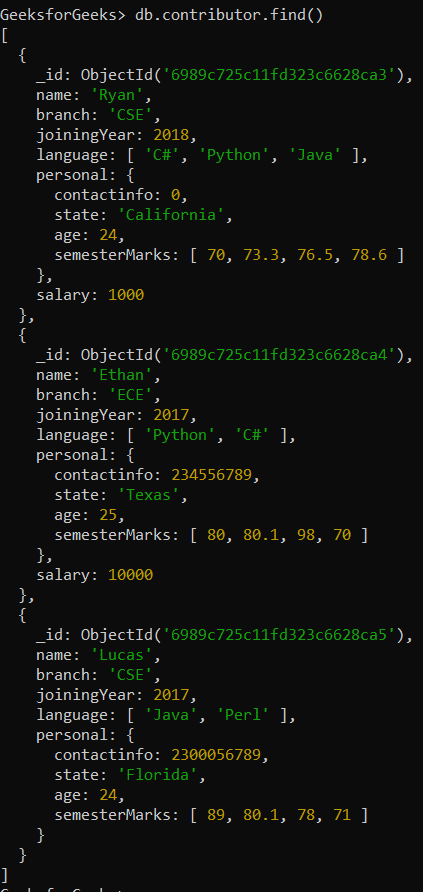 GeeksforGeeks> db.contributor.find()
[
  {
    _id: ObjectId('6989c725c11fd323c6628ca3'),
    name: 'Ryan',
    branch: 'CSE',
    joiningYear: 2018,
    language: [ 'C#', 'Python', 'Java' ],
    personal: {
      contactinfo: 0,
      state: 'California',
      age: 24,
      semesterMarks: [ 70, 73.3, 76.5, 78.6 ]
    },
    salary: 1000
  },
  {
    _id: ObjectId('6989c725c11fd323c6628ca4'),
    name: 'Ethan',
    branch: 'ECE',
    joiningYear: 2017,
    language: [ 'Python', 'C#' ],
    personal: {
      contactinfo: 234556789,
      state: 'Texas',
      age: 25,
      semesterMarks: [ 80, 80.1, 98, 70 ]
    },
    salary: 10000
  },
  {
    _id: ObjectId('6989c725c11fd323c6628ca5'),
    name: 'Lucas',
    branch: 'CSE',
    joiningYear: 2017,
    language: [ 'Java', 'Perl' ],
    personal: {
      contactinfo: 2300056789,
      state: 'Florida',
      age: 24,
      semesterMarks: [ 89, 80.1, 78, 71 ]
    }
  }
]